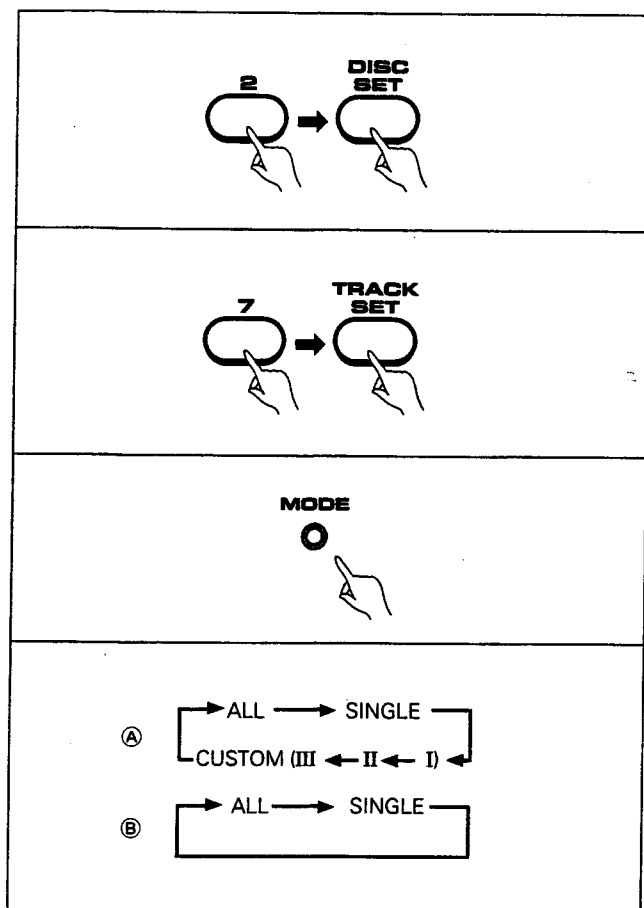 2
DISC
SET
7
TRACK
SET
MODE
Ⓐ
ALL SINGLE
CUSTOM (III II I)
Ⓑ
ALL SINGLE